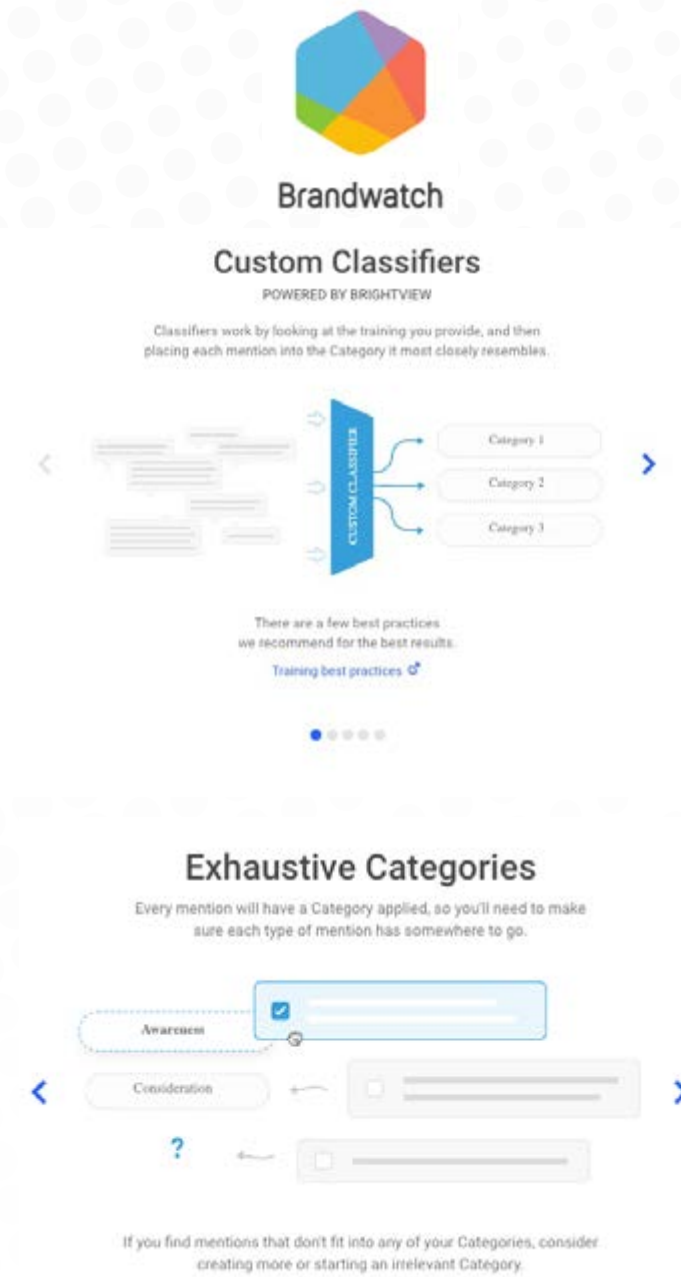 Brandwatch
Custom Classifiers
POWERED BY BRIGHTVIEW
Classifiers work by looking at the training you provide, and then
placing each mention into the Category it most closely resembles.
CUSTOM CLASSIFIER
Category 1
Category 2
Category 3
There are a few best practices
we recommend for the best results.
Training best practices
Exhaustive Categories
Every mention will have a Category applied, so you'll need to make
sure each type of mention has somewhere to go.
Awareness
Consideration
?
If you find mentions that don't fit into any of your Categories, consider
creating more or starting an irrelevant Category.